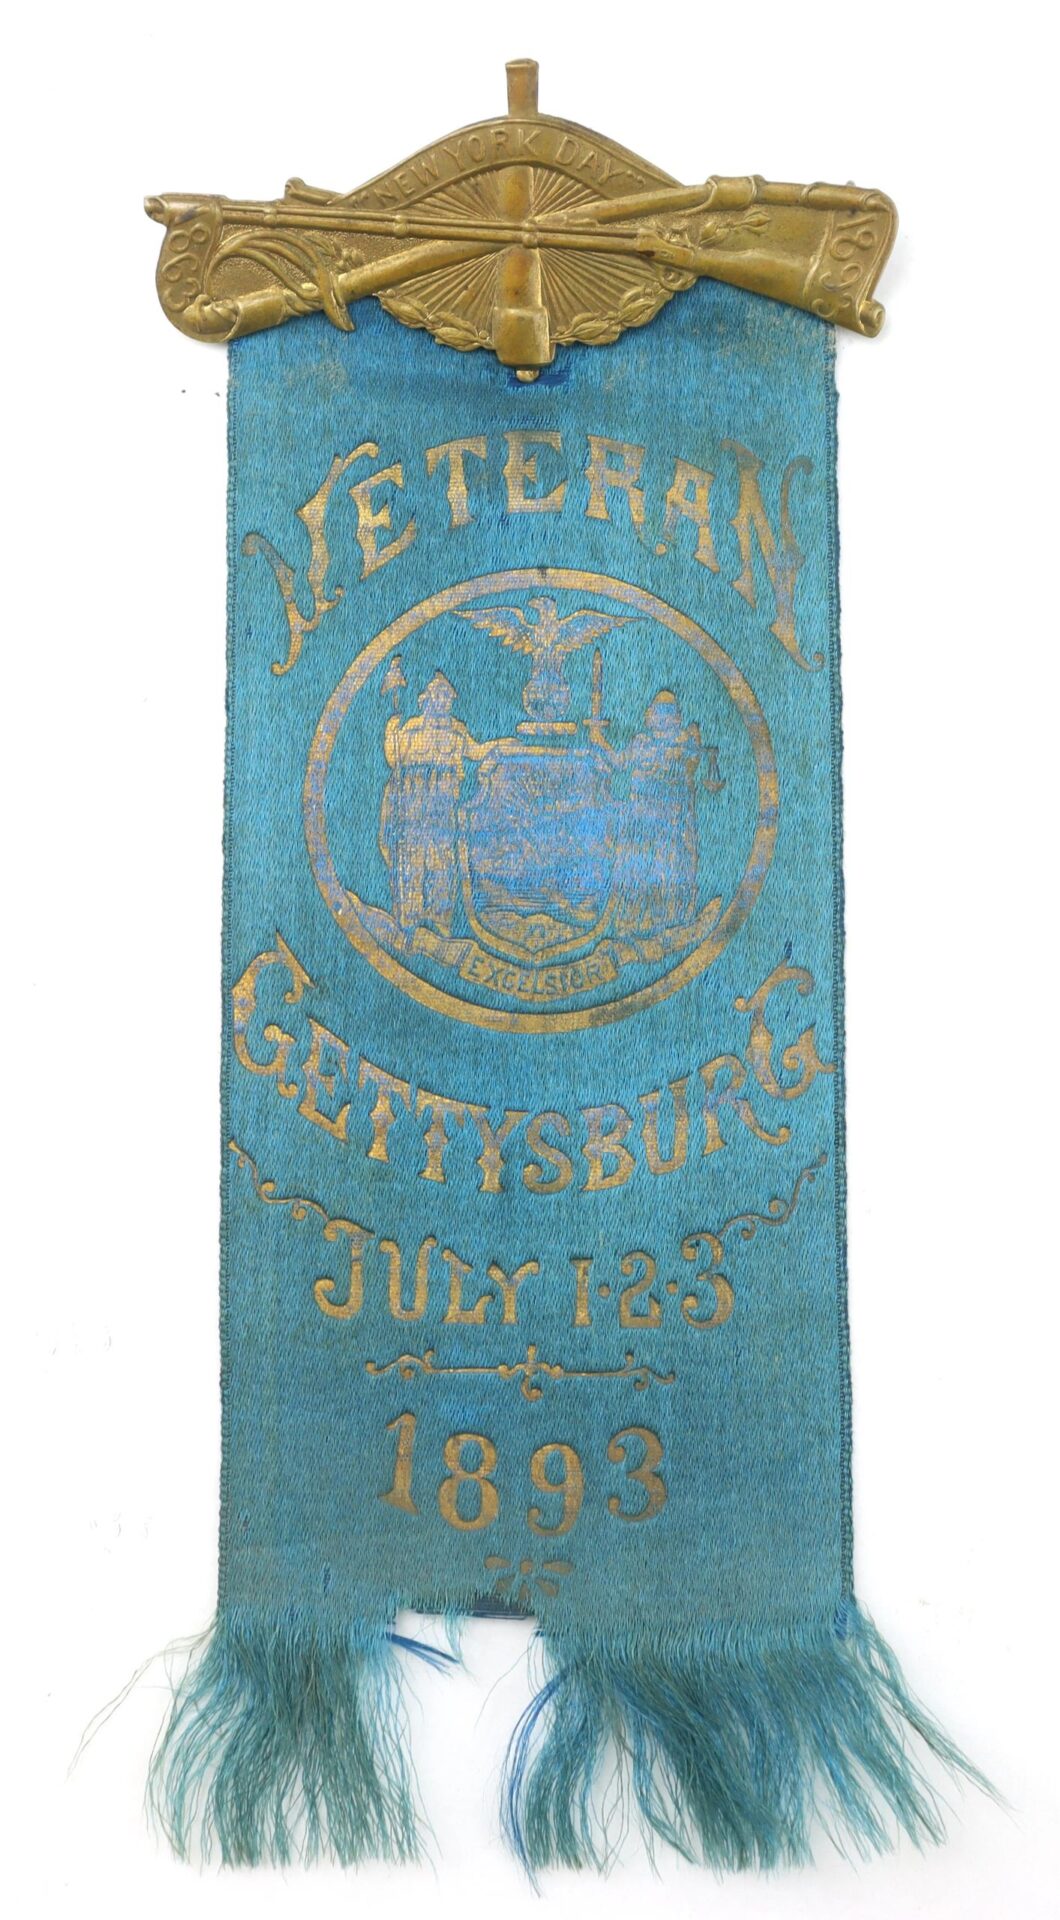 "NEW YORK DAY"
1863 1893
VETERAN
EXCELSIOR
GETTYSBURG
JULY 1·2·3
1893